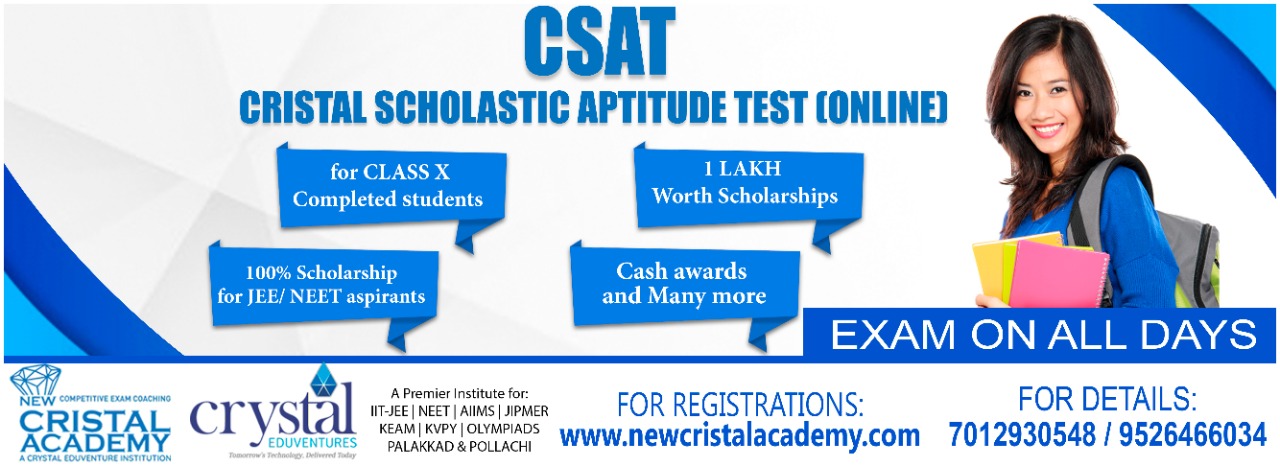 CSAT
CRISTAL SCHOLASTIC APTITUDE TEST (ONLINE)
for CLASS X
Completed students
1 LAKH
Worth Scholarships
100% Scholarship
for JEE/ NEET aspirants
Cash awards
and Many more
EXAM ON ALL DAYS
NEW COMPETITIVE EXAM COACHING
CRISTAL
ACADEMY
A CRYSTAL EDUVENTURE INSTITUTION
crystal
EDUVENTURES
Tomorrow's Technology, Delivered Today
A Premier Institute for:
IIT-JEE | NEET | AIIMS | JIPMER
KEAM | KVPY | OLYMPIADS
PALAKKAD & POLLACHI
FOR REGISTRATIONS:
www.newcristalacademy.com
FOR DETAILS:
7012930548 / 9526466034